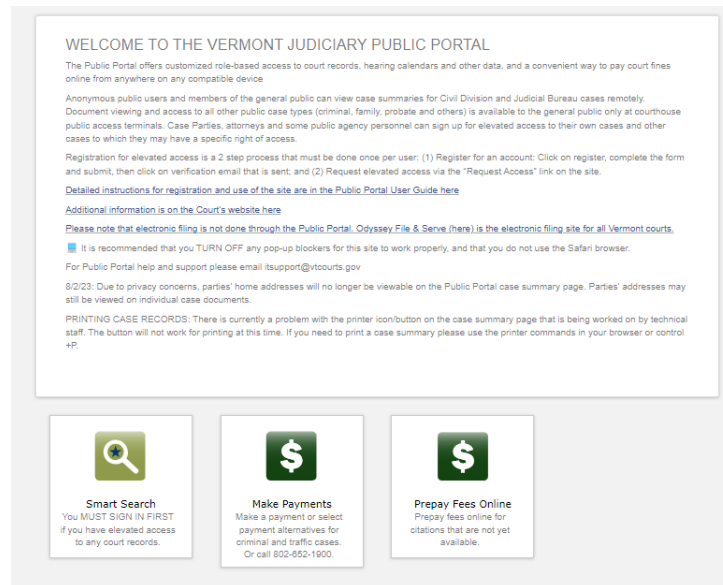 WELCOME TO THE VERMONT JUDICIARY PUBLIC PORTAL
The Public Portal offers customized role-based access to court records, hearing calendars and other data, and a convenient way to pay court fines
online from anywhere on any compatible device
Anonymous public users and members of the general public can view case summaries for Civil Division and Judicial Bureau cases remotely.
Document viewing and access to all other public case types (criminal, family, probate and others) is available to the general public only at courthouse
public access terminals. Case Parties, attorneys and some public agency personnel can sign up for elevated access to their own cases and other
cases to which they may have a specific right of access.
Registration for elevated access is a 2 step process that must be done once per user: (1) Register for an account: Click on register, complete the form
and submit, then click on verification email that is sent; and (2) Request elevated access via the "Request Access" link on the site.
Detailed instructions for registration and use of the site are in the Public Portal User Guide here
Additional information is on the Court's website here
Please note that electronic filing is not done through the Public Portal. Odyssey File & Serve (here) is the electronic filing site for all Vermont courts.
It is recommended that you TURN OFF any pop-up blockers for this site to work properly, and that you do not use the Safari browser.
For Public Portal help and support please email itsupport@vtcourts.gov
8/2/23: Due to privacy concerns, parties' home addresses will no longer be viewable on the Public Portal case summary page. Parties' addresses may
still be viewed on individual case documents.
PRINTING CASE RECORDS: There is currently a problem with the printer icon/button on the case summary page that is being worked on by technical
staff. The button will not work for printing at this time. If you need to print a case summary please use the printer commands in your browser or control
+P.
Smart Search
You MUST SIGN IN FIRST
if you have elevated access
to any court records.
$
Make Payments
Make a payment or select
payment alternatives for
criminal and traffic cases.
Or call 802-652-1900.
$
Prepay Fees Online
Prepay fees online for
citations that are not yet
available.